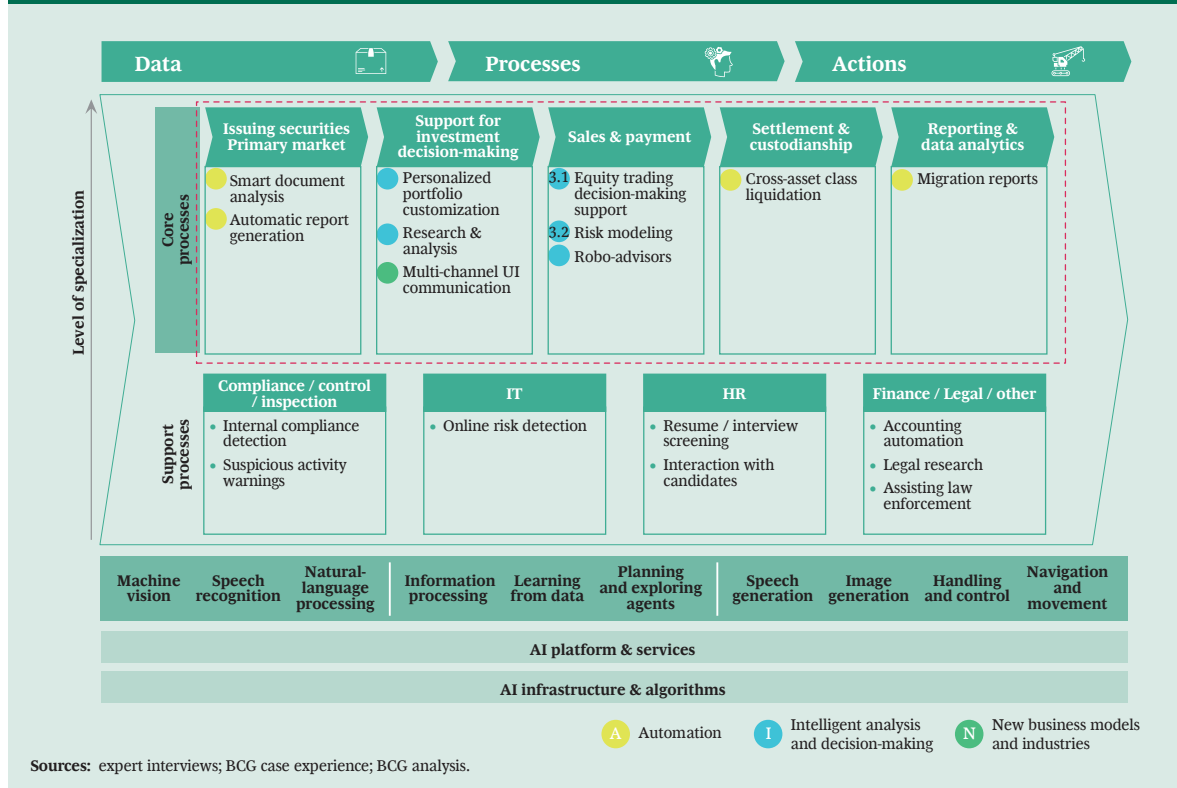 Data
Processes
Actions
Level of specialization
Core
processes
Issuing securities
Primary market
Smart document
analysis
Automatic report
generation
Support for
investment
decision-making
Personalized
portfolio
customization
Research &
analysis
Multi-channel UI
communication
Sales & payment
3.1 Equity trading
decision-making
support
3.2 Risk modeling
Robo-advisors
Settlement &
custodianship
Cross-asset class
liquidation
Reporting &
data analytics
Migration reports
Support
processes
Compliance / control
/ inspection
• Internal compliance
detection
• Suspicious activity
warnings
IT
• Online risk detection
HR
• Resume / interview
screening
• Interaction with
candidates
Finance / Legal / other
• Accounting
automation
• Legal research
• Assisting law
enforcement
Machine
vision
Speech
recognition
Natural-
language
processing
Information
processing
Learning
from data
Planning
and exploring
agents
Speech
generation
Image
generation
Handling
and control
Navigation
and
movement
AI platform & services
AI infrastructure & algorithms
A Automation
I Intelligent analysis
and decision-making
N New business models
and industries
Sources: expert interviews; BCG case experience; BCG analysis.